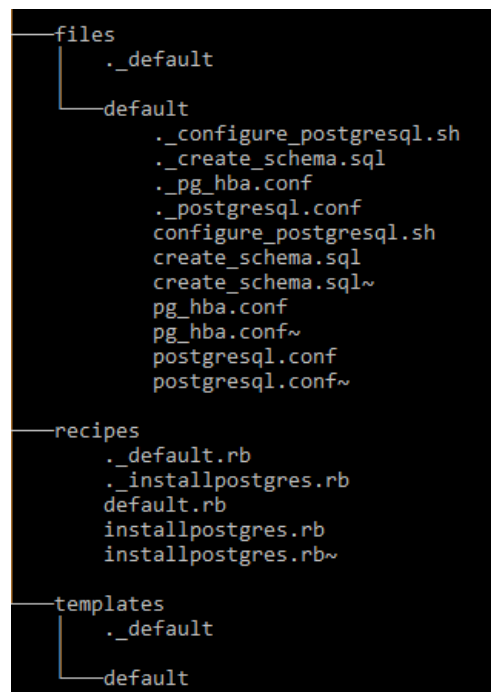 files
._default
default
._configure_postgresql.sh
._create_schema.sql
._pg_hba.conf
._postgresql.conf
configure_postgresql.sh
create_schema.sql
create_schema.sql~
pg_hba.conf
pg_hba.conf~
postgresql.conf
postgresql.conf~
recipes
._default.rb
._installpostgres.rb
default.rb
installpostgres.rb
installpostgres.rb~
templates
._default
default